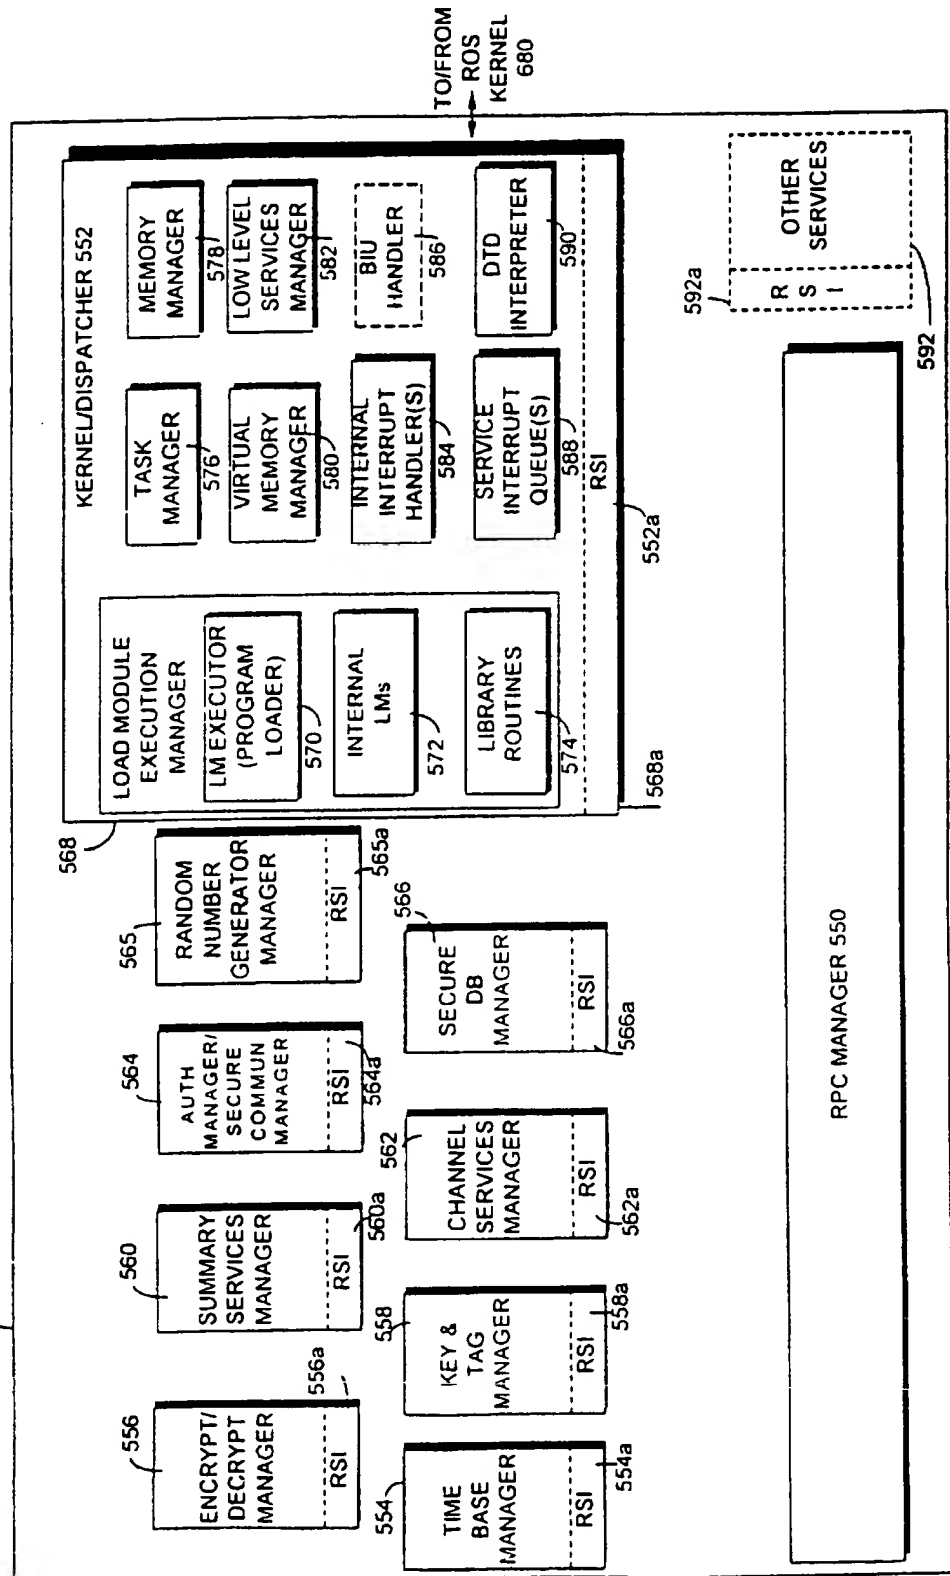 KERNEL/DISPATCHER 552
TO/FROM
ROS
KERNEL
680
568
LOAD MODULE
EXECUTION
MANAGER
LM EXECUTOR
(PROGRAM
LOADER)
570
INTERNAL
LMs
572
LIBRARY
ROUTINES
574
568a
TASK
MANAGER
576
MEMORY
MANAGER
578
VIRTUAL
MEMORY
MANAGER
580
LOW LEVEL
SERVICES
MANAGER
582
INTERNAL
INTERRUPT
HANDLER(S)
584
BIU
HANDLER
586
SERVICE
INTERRUPT
QUEUE(S)
588
DTD
INTERPRETER
590
RSI
552a
556
ENCRYPT/
DECRYPT
MANAGER
RSI
556a
560
SUMMARY
SERVICES
MANAGER
RSI
560a
564
AUTH
MANAGER/
SECURE
COMMUN
MANAGER
RSI
564a
565
RANDOM
NUMBER
GENERATOR
MANAGER
RSI
565a
554
TIME
BASE
MANAGER
RSI
554a
558
KEY &
TAG
MANAGER
RSI
558a
562
CHANNEL
SERVICES
MANAGER
RSI
562a
566
SECURE
DB
MANAGER
RSI
566a
592a
R
S
I
OTHER
SERVICES
592
RPC MANAGER 550